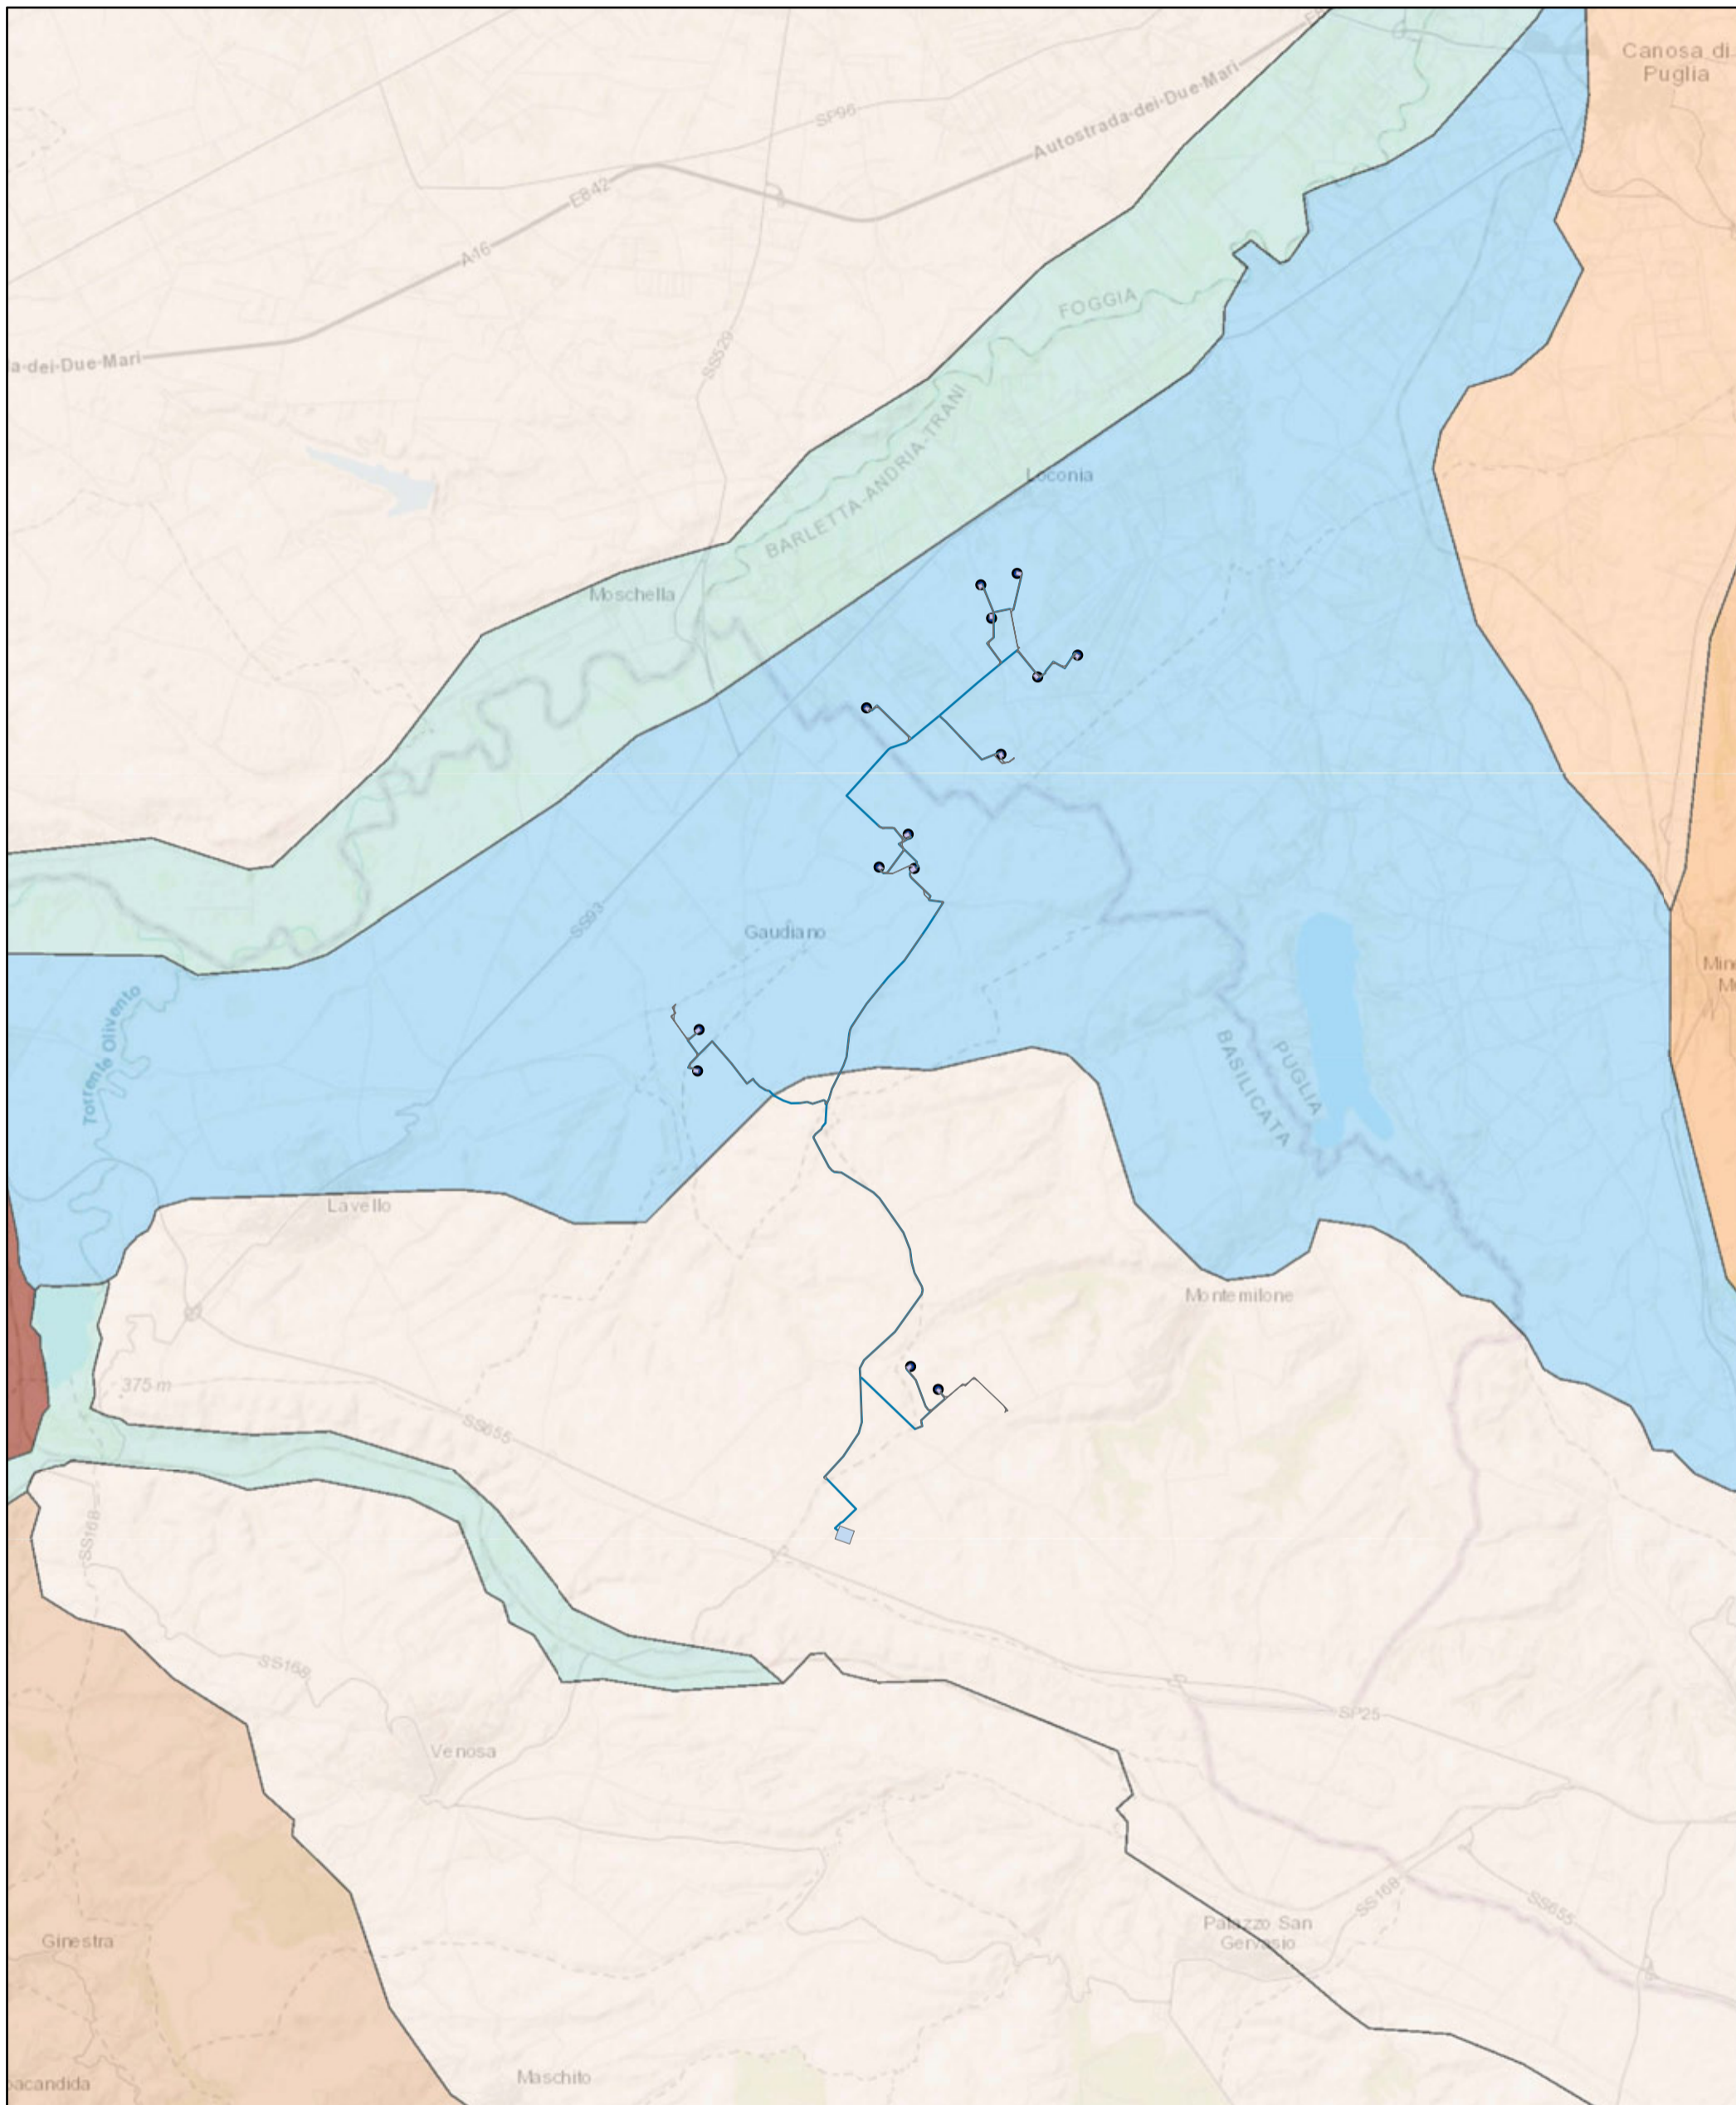 Canosa di
Puglia
SP95
Autostrada-dei-Due-Mari
E842
A16
FOGGIA
a-dei-Due-Mari
SS529
BARLETTA-ANDRIA-TRANI
Loconia
Moschella
SS93
Gaudiano
Torrente Olivento
PUGLIA
BASILICATA
Lavello
Montemilone
375 m
SS655
SS168
SS168
SP25
Venosa
SS168
SS655
Palazzo San
Gervasio
Ginestra
Maschito
acandida